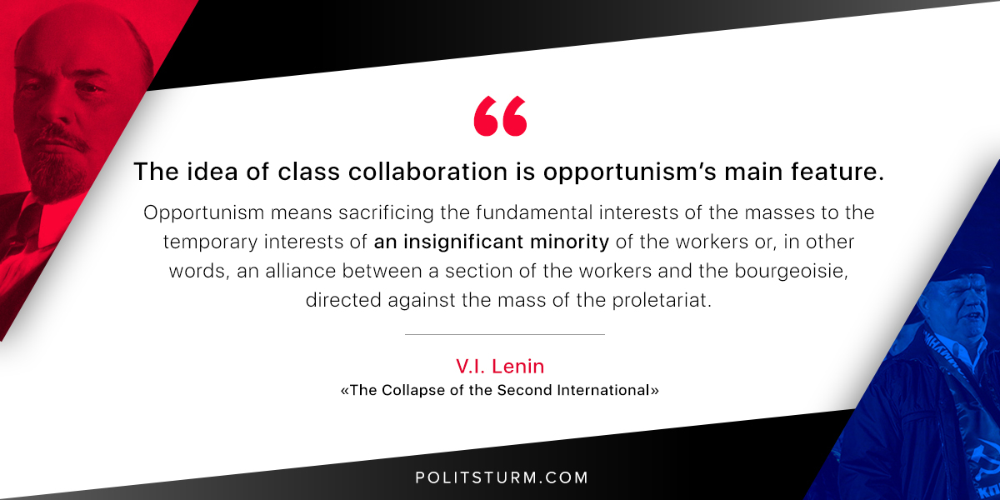 “
The idea of class collaboration is opportunism’s main feature.
Opportunism means sacrificing the fundamental interests of the masses to the
temporary interests of an insignificant minority of the workers or, in other
words, an alliance between a section of the workers and the bourgeoisie,
directed against the mass of the proletariat.
V.I. Lenin
«The Collapse of the Second International»
POLITSTURM.COM